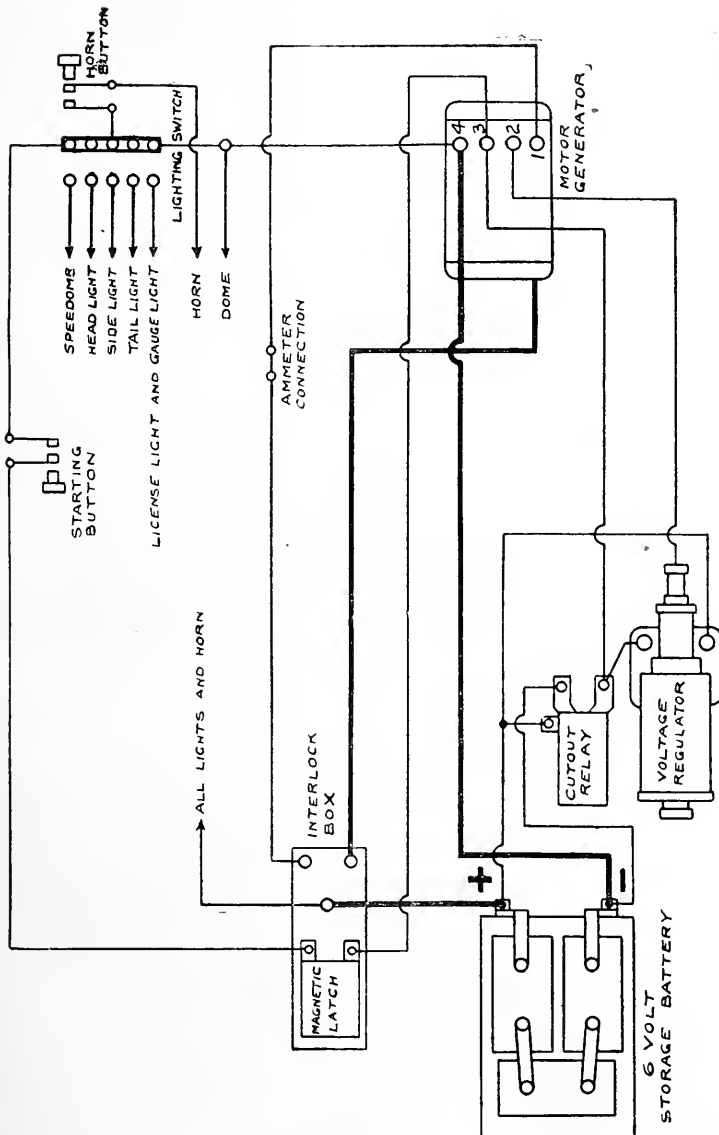 HORN
BUTTON
LIGHTING SWITCH
SPEEDOMR
HEAD LIGHT
SIDE LIGHT
TAIL LIGHT
LICENSE LIGHT AND GAUGE LIGHT
HORN
DOME
STARTING
BUTTON
AMMETER
CONNECTION
4
3
2
1
MOTOR
GENERATOR
ALL LIGHTS AND HORN
INTERLOCK
BOX
MAGNETIC
LATCH
CUTOUT
RELAY
VOLTAGE
REGULATOR
+
-
6 VOLT
STORAGE BATTERY